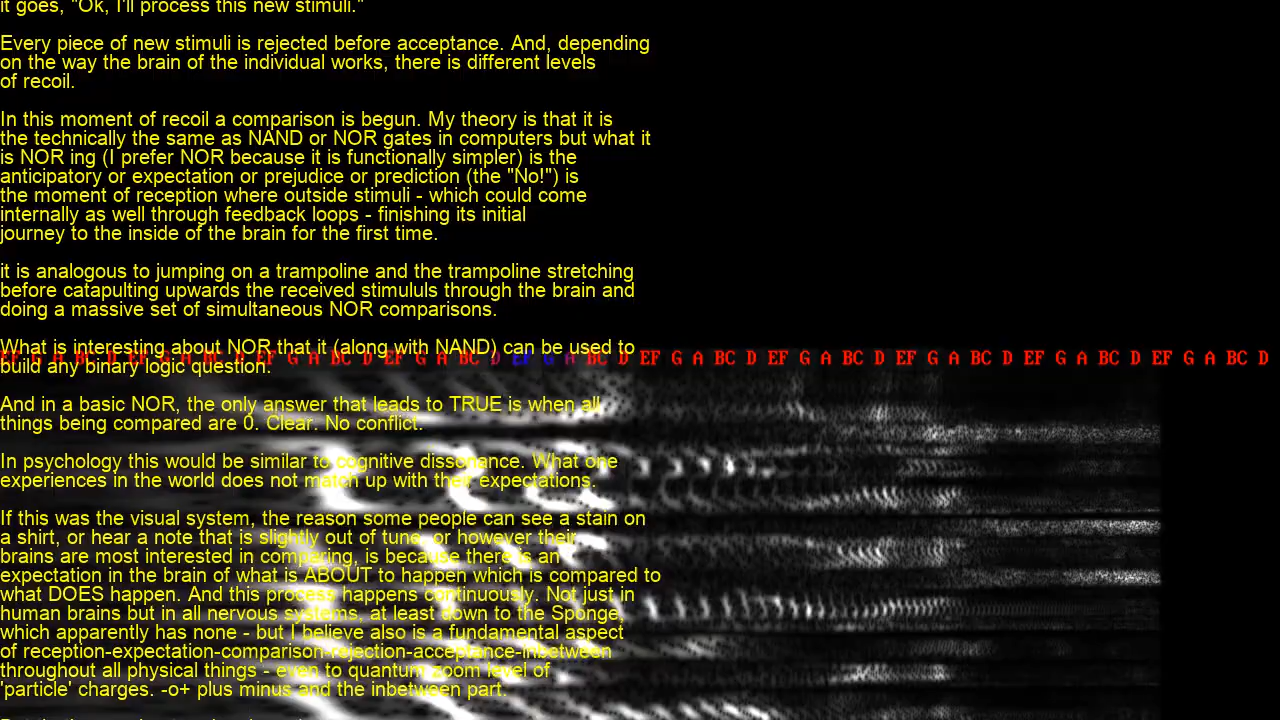 it goes, "Ok, I'll process this new stimuli."
Every piece of new stimuli is rejected before acceptance. And, depending
on the way the brain of the individual works, there is different levels
of recoil.
In this moment of recoil a comparison is begun. My theory is that it is
the technically the same as NAND or NOR gates in computers but what it
is NOR ing (I prefer NOR because it is functionally simpler) is the
anticipatory or expectation or prejudice or prediction (the "No!") is
the moment of reception where outside stimuli - which could come
internally as well through feedback loops - finishing its initial
journey to the inside of the brain for the first time.
it is analogous to jumping on a trampoline and the trampoline stretching
before catapulting upwards the received stimululs through the brain and
doing a massive set of simultaneous NOR comparisons.
What is interesting about NOR that it (along with NAND) can be used to
EF G A BC D EF G A BC D EF G A BC D EF G A BC D EF G A BC D EF G A BC D EF G A BC D EF G A BC D EF G A BC D EF G A BC D
build any binary logic question.
And in a basic NOR, the only answer that leads to TRUE is when all
things being compared are 0. Clear. No conflict.
In psychology this would be similar to cognitive dissonance. What one
experiences in the world does not match up with their expectations.
If this was the visual system, the reason some people can see a stain on
a shirt, or hear a note that is slightly out of tune, or however their
brains are most interested in comparing, is because there is an
expectation in the brain of what is ABOUT to happen which is compared to
what DOES happen. And this process happens continuously. Not just in
human brains but in all nervous systems, at least down to the Sponge,
which apparently has none - but I believe also is a fundamental aspect
of reception-expectation-comparison-rejection-acceptance-inbetween
throughout all physical things - even to quantum zoom level of
'particle' charges. -o+ plus minus and the inbetween part.